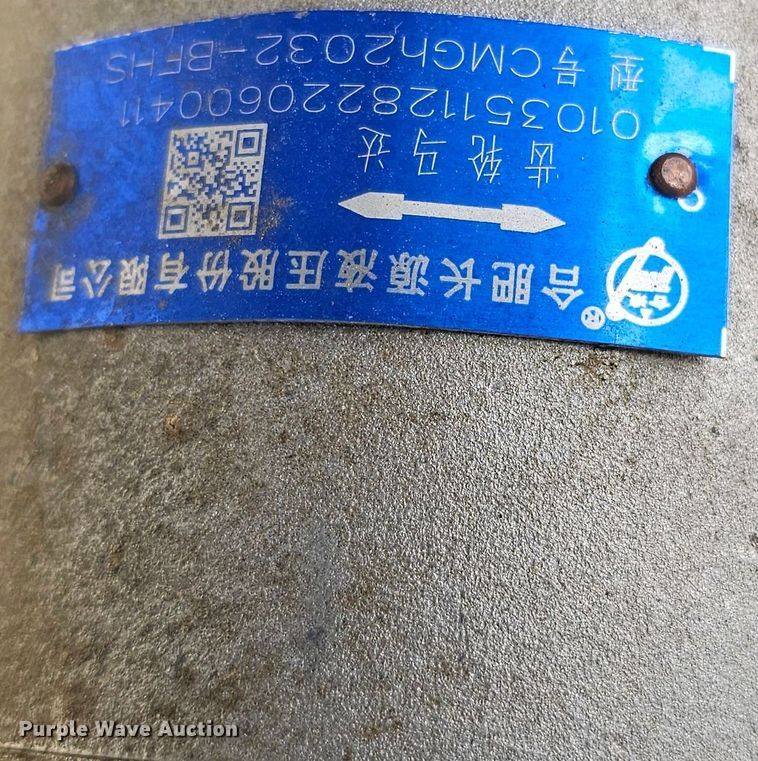 合肥长源液压股份有限公司
®
齿轮马达
010351128220600411
型号CMGh2032-BFHS
Purple Wave Auction